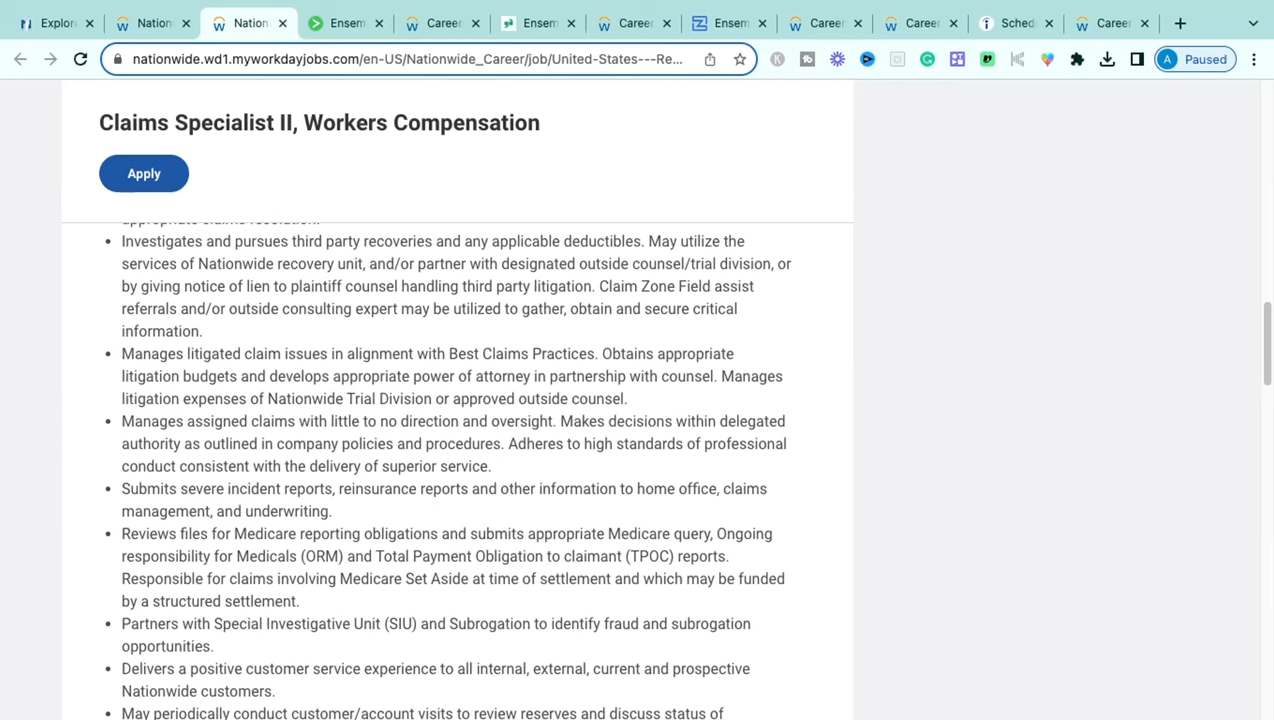 Explor
Nation
Nation
Ensem
Career
Ensem
Career
Ensem
Career
Career
Sched
Career
nationwide.wd1.myworkdayjobs.com/en-US/Nationwide_Career/job/United-States---Re...
A Paused
Claims Specialist II, Workers Compensation
Apply
appropriate claims resolution.
• Investigates and pursues third party recoveries and any applicable deductibles. May utilize the
services of Nationwide recovery unit, and/or partner with designated outside counsel/trial division, or
by giving notice of lien to plaintiff counsel handling third party litigation. Claim Zone Field assist
referrals and/or outside consulting expert may be utilized to gather, obtain and secure critical
information.
• Manages litigated claim issues in alignment with Best Claims Practices. Obtains appropriate
litigation budgets and develops appropriate power of attorney in partnership with counsel. Manages
litigation expenses of Nationwide Trial Division or approved outside counsel.
• Manages assigned claims with little to no direction and oversight. Makes decisions within delegated
authority as outlined in company policies and procedures. Adheres to high standards of professional
conduct consistent with the delivery of superior service.
• Submits severe incident reports, reinsurance reports and other information to home office, claims
management, and underwriting.
• Reviews files for Medicare reporting obligations and submits appropriate Medicare query, Ongoing
responsibility for Medicals (ORM) and Total Payment Obligation to claimant (TPOC) reports.
Responsible for claims involving Medicare Set Aside at time of settlement and which may be funded
by a structured settlement.
• Partners with Special Investigative Unit (SIU) and Subrogation to identify fraud and subrogation
opportunities.
• Delivers a positive customer service experience to all internal, external, current and prospective
Nationwide customers.
• May periodically conduct customer/account visits to review reserves and discuss status of